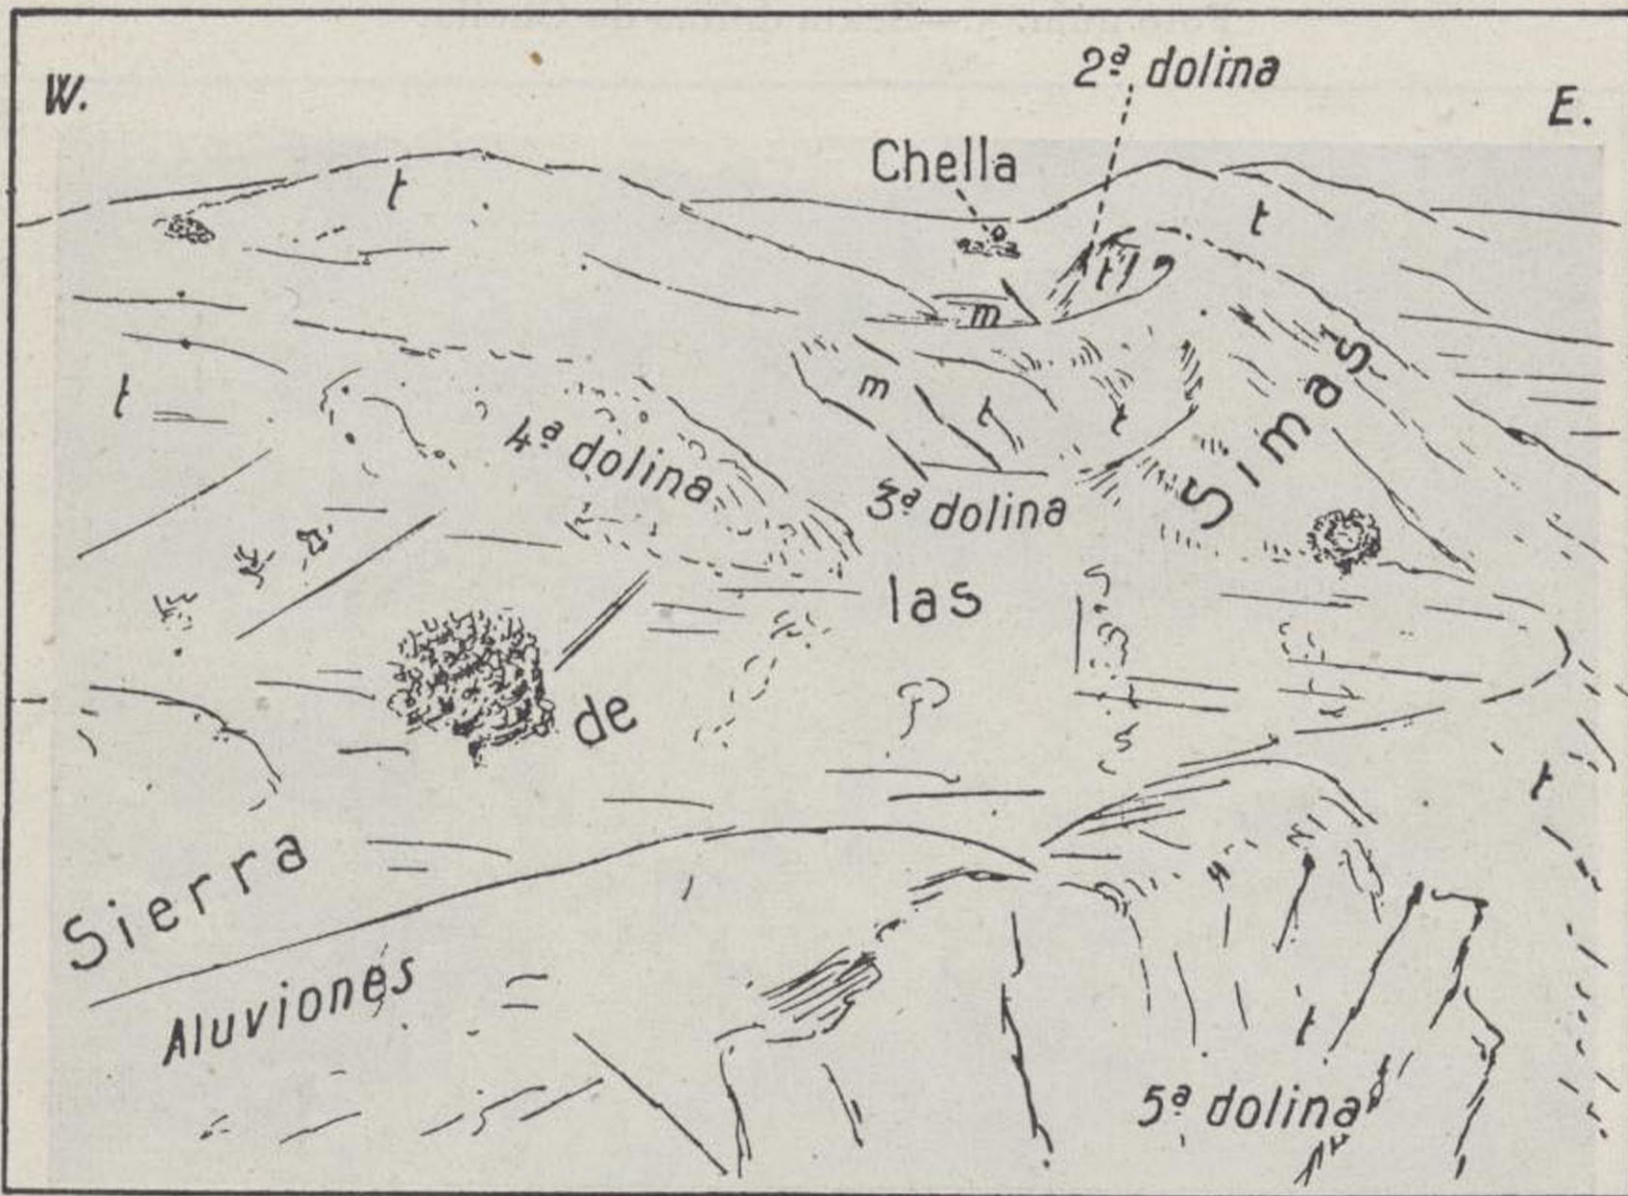 2ª dolina
W.
E.
Chella
t
t
t
m
t
m
t
4ª dolina
3ª dolina
Sierra de las Simas
t
Aluviones
t
5ª dolina